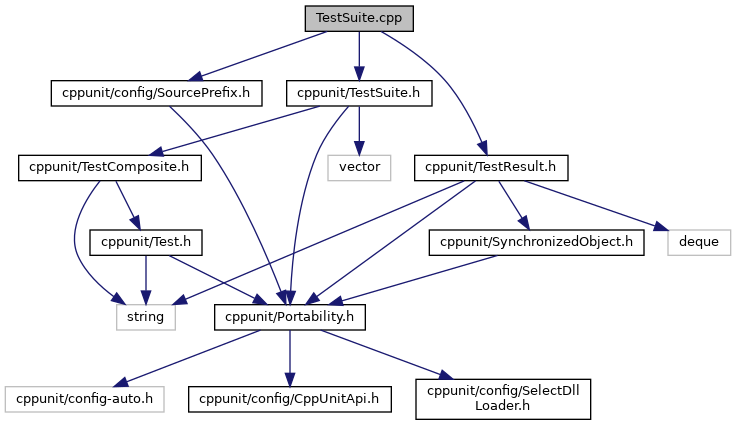 TestSuite.cpp
cppunit/config/SourcePrefix.h
cppunit/TestSuite.h
cppunit/TestComposite.h
vector
cppunit/TestResult.h
cppunit/Test.h
cppunit/SynchronizedObject.h
deque
string
cppunit/Portability.h
cppunit/config-auto.h
cppunit/config/CppUnitApi.h
cppunit/config/SelectDll
Loader.h